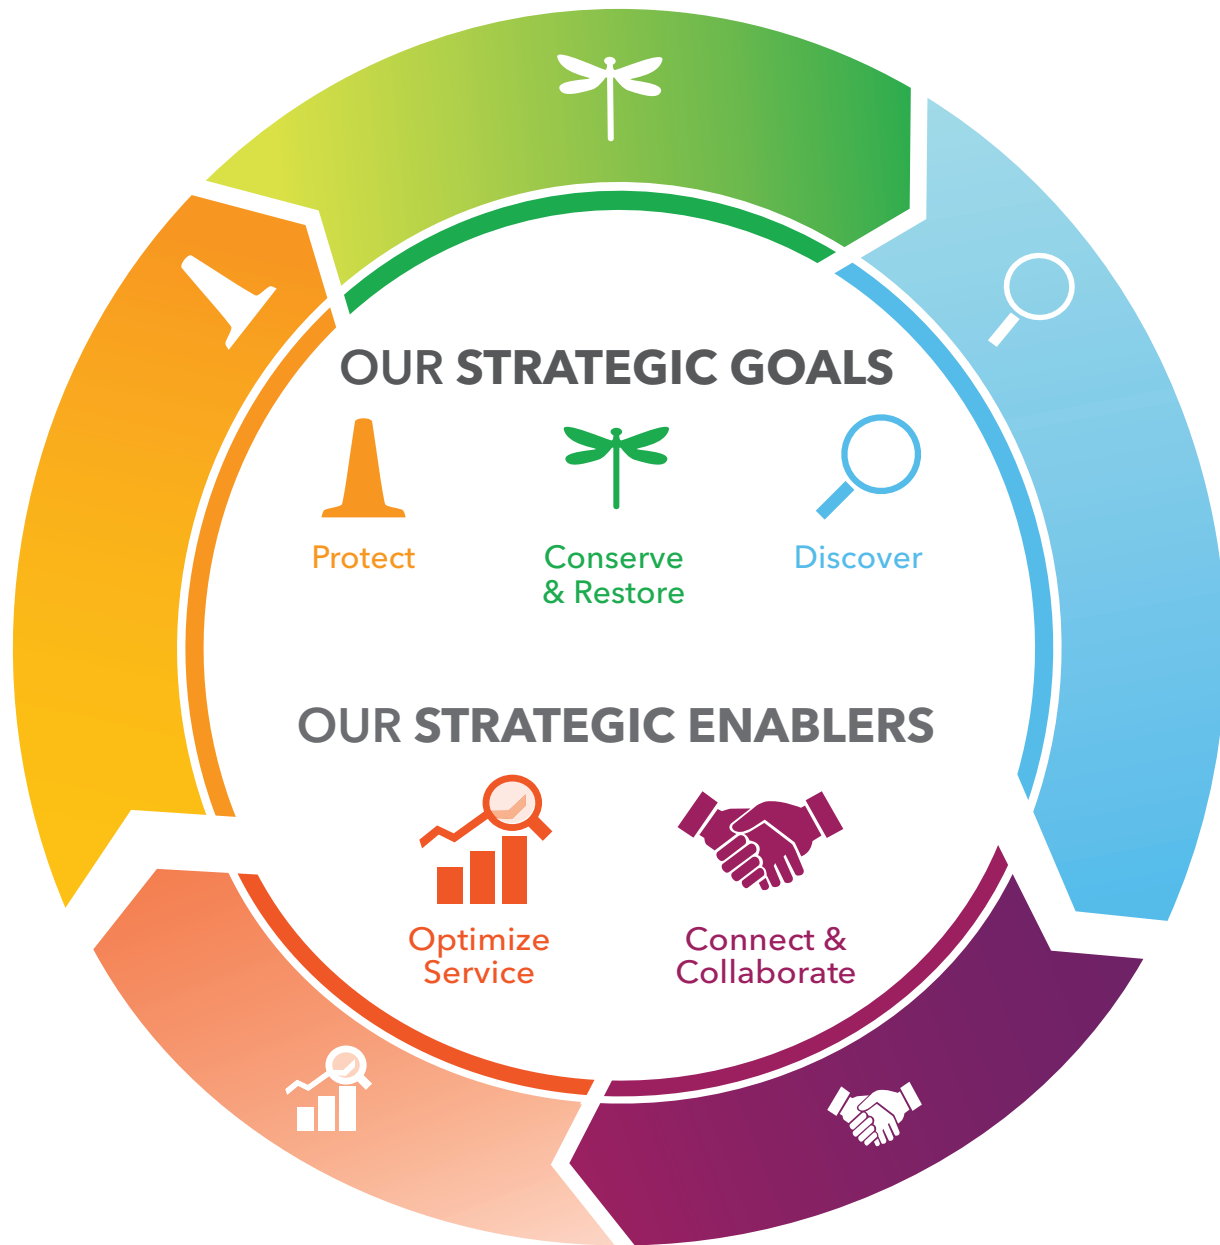 OUR STRATEGIC GOALS
Protect
Conserve
& Restore
Discover
OUR STRATEGIC ENABLERS
Optimize
Service
Connect &
Collaborate